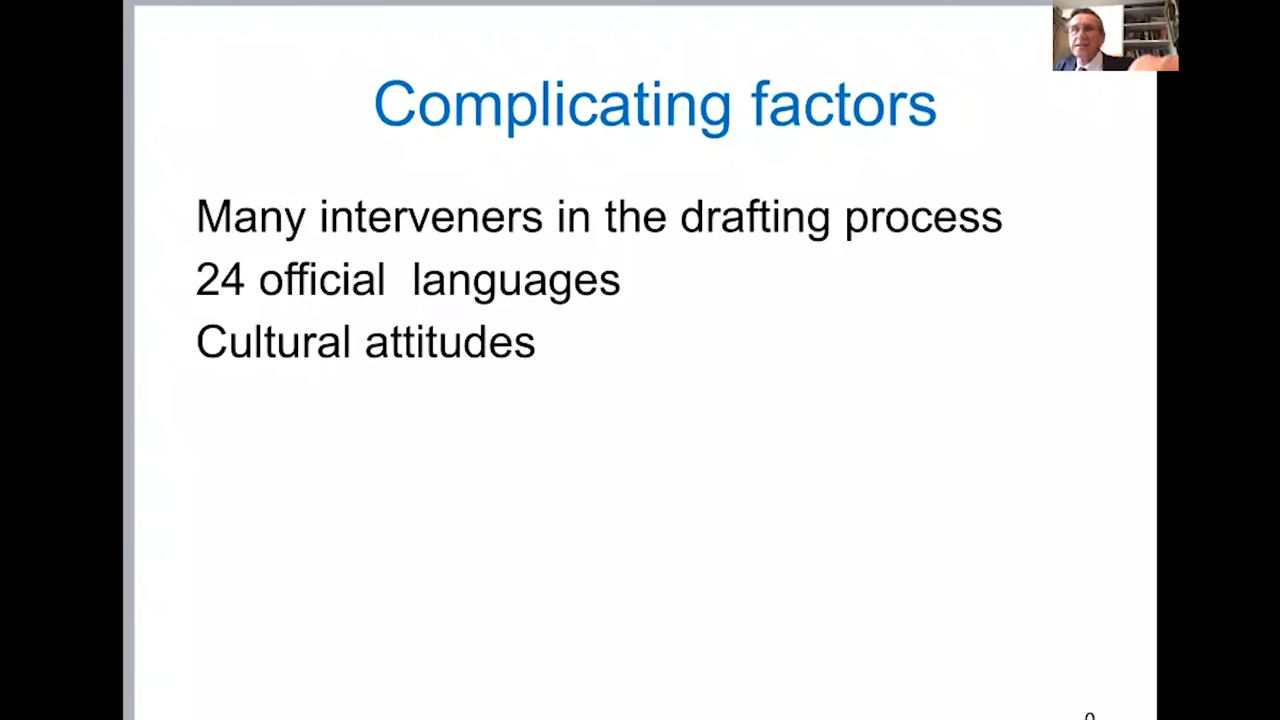 Complicating factors
Many interveners in the drafting process
24 official languages
Cultural attitudes